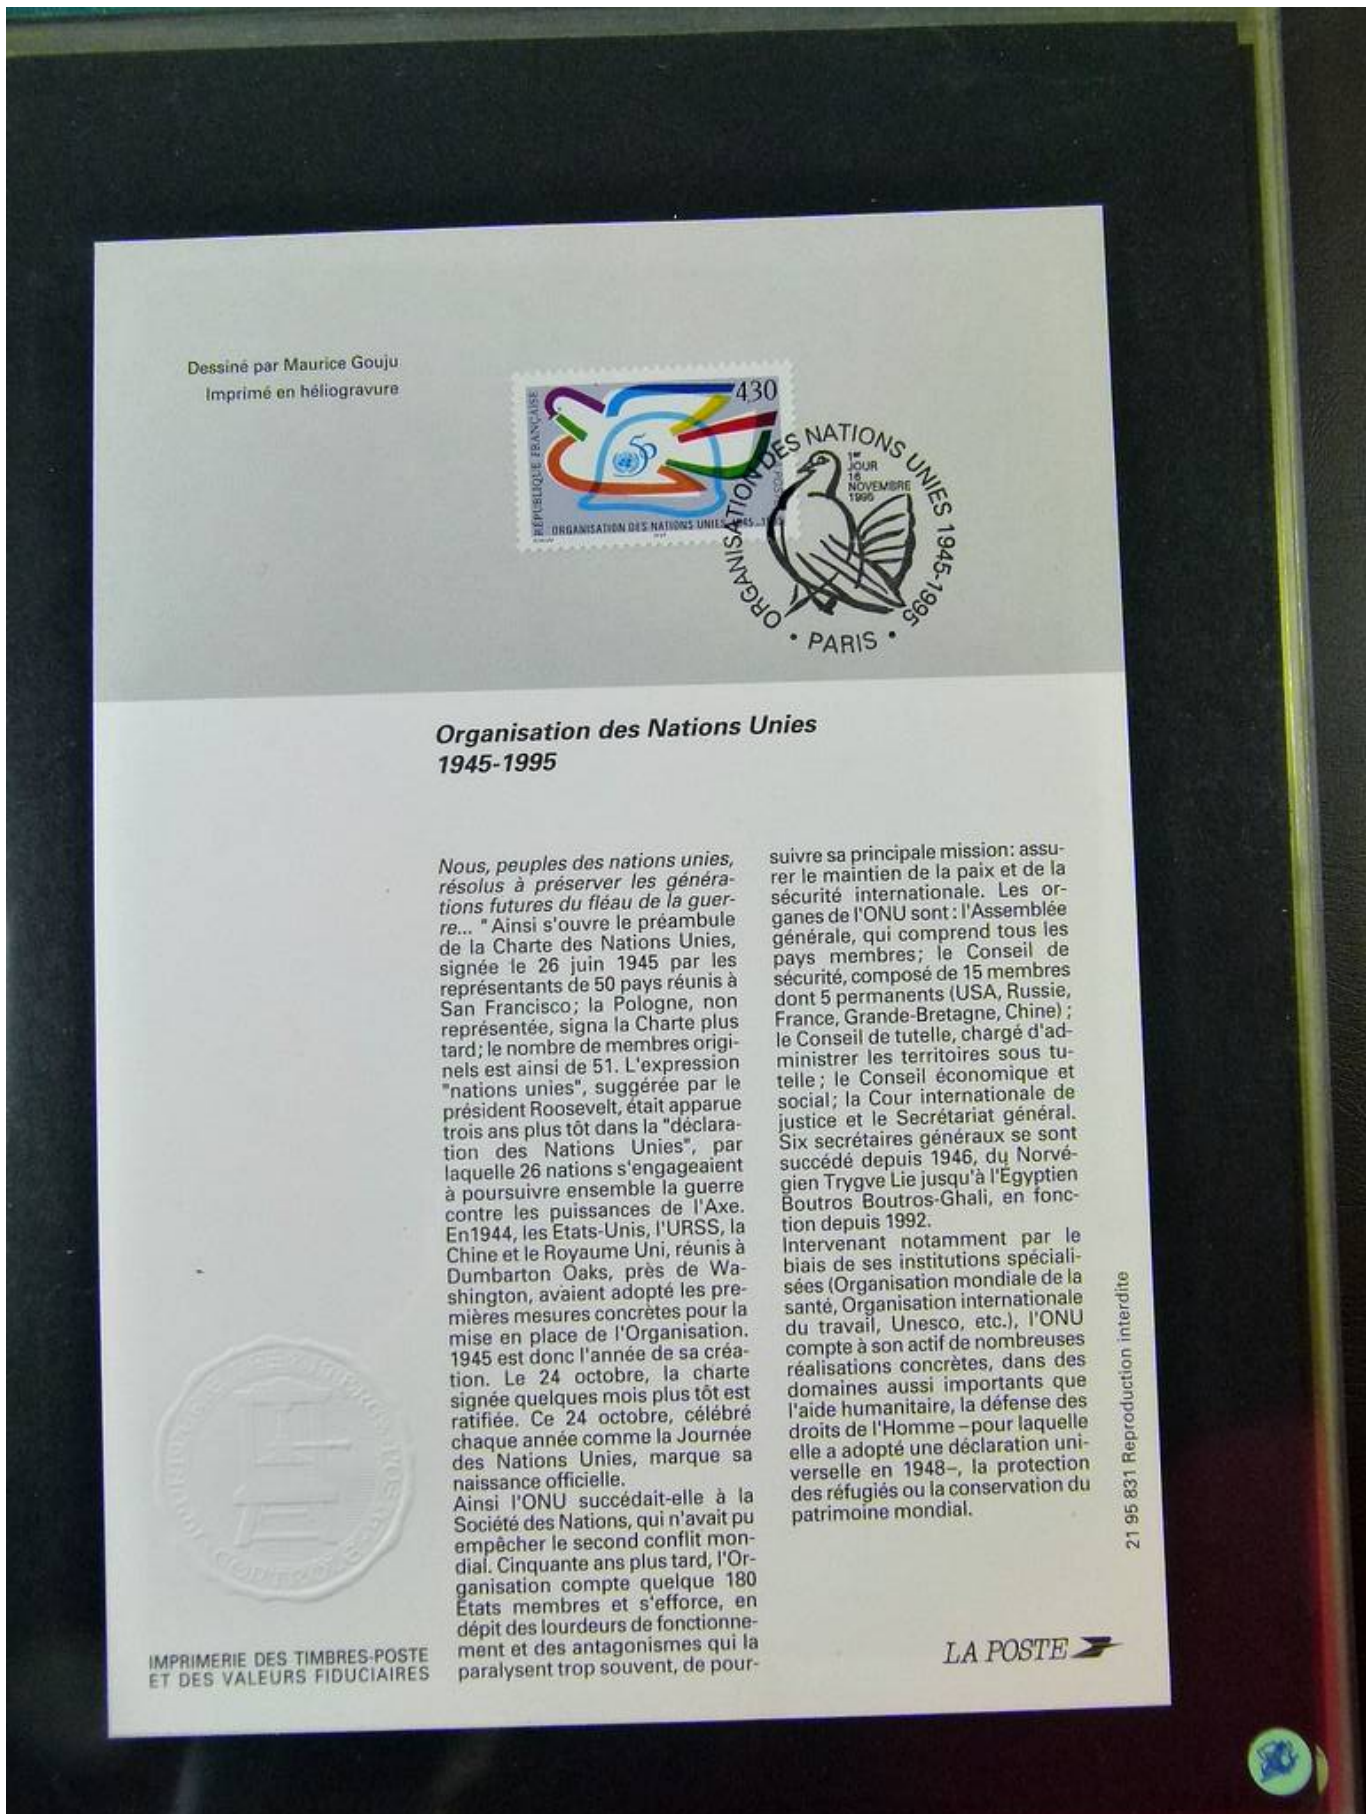 Dessiné par Maurice Gouju
Imprimé en héliogravure
RÉPUBLIQUE FRANÇAISE
430
50
ORGANISATION DES NATIONS UNIES 1945-1995
ORGANISATION DES NATIONS UNIES 1945-1995
1er
JOUR
16
NOVEMBRE
1995
• PARIS •
Organisation des Nations Unies
1945-1995
Nous, peuples des nations unies,
résolus à préserver les généra-
tions futures du fléau de la guer-
re... " Ainsi s'ouvre le préambule
de la Charte des Nations Unies,
signée le 26 juin 1945 par les
représentants de 50 pays réunis à
San Francisco; la Pologne, non
représentée, signa la Charte plus
tard; le nombre de membres origi-
nels est ainsi de 51. L'expression
"nations unies", suggérée par le
président Roosevelt, était apparue
trois ans plus tôt dans la "déclara-
tion des Nations Unies", par
laquelle 26 nations s'engageaient
à poursuivre ensemble la guerre
contre les puissances de l'Axe.
En1944, les Etats-Unis, l'URSS, la
Chine et le Royaume Uni, réunis à
Dumbarton Oaks, près de Wa-
shington, avaient adopté les pre-
mières mesures concrètes pour la
mise en place de l'Organisation.
1945 est donc l'année de sa créa-
tion. Le 24 octobre, la charte
signée quelques mois plus tôt est
ratifiée. Ce 24 octobre, célébré
chaque année comme la Journée
des Nations Unies, marque sa
naissance officielle.
Ainsi l'ONU succédait-elle à la
Société des Nations, qui n'avait pu
empêcher le second conflit mon-
dial. Cinquante ans plus tard, l'Or-
ganisation compte quelque 180
États membres et s'efforce, en
dépit des lourdeurs de fonctionne-
ment et des antagonismes qui la
paralysent trop souvent, de pour-
suivre sa principale mission: assu-
rer le maintien de la paix et de la
sécurité internationale. Les or-
ganes de l'ONU sont : l'Assemblée
générale, qui comprend tous les
pays membres; le Conseil de
sécurité, composé de 15 membres
dont 5 permanents (USA, Russie,
France, Grande-Bretagne, Chine) ;
le Conseil de tutelle, chargé d'ad-
ministrer les territoires sous tu-
telle ; le Conseil économique et
social; la Cour internationale de
justice et le Secrétariat général.
Six secrétaires généraux se sont
succédé depuis 1946, du Norvé-
gien Trygve Lie jusqu'à l'Égyptien
Boutros Boutros-Ghali, en fonc-
tion depuis 1992.
Intervenant notamment par le
biais de ses institutions spéciali-
sées (Organisation mondiale de la
santé, Organisation internationale
du travail, Unesco, etc.), l'ONU
compte à son actif de nombreuses
réalisations concrètes, dans des
domaines aussi importants que
l'aide humanitaire, la défense des
droits de l'Homme –pour laquelle
elle a adopté une déclaration uni-
verselle en 1948–, la protection
des réfugiés ou la conservation du
patrimoine mondial.
21 95 831 Reproduction interdite
IMPRIMERIE DES TIMBRES-POSTE
ET DES VALEURS FIDUCIAIRES
LA POSTE